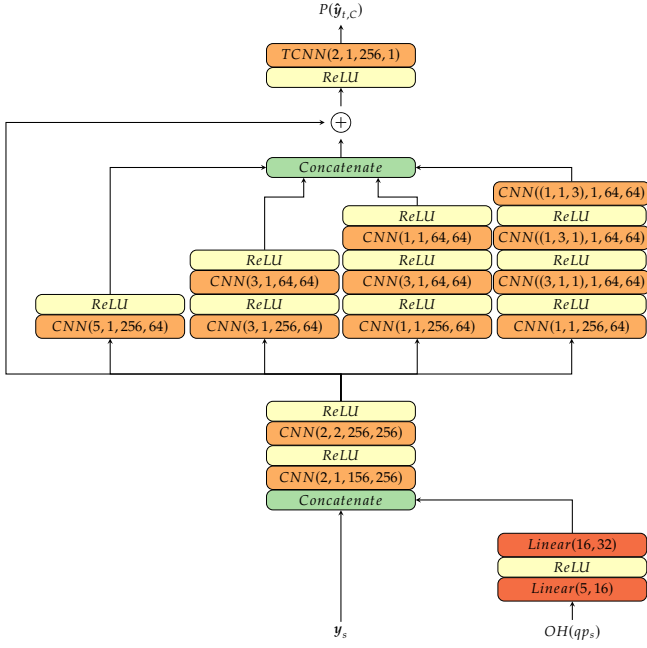 P(ŷ_{t,C})
TCNN(2, 1, 256, 1)
ReLU
+
Concatenate
ReLU
CNN(5, 1, 256, 64)
ReLU
CNN(3, 1, 64, 64)
ReLU
CNN(3, 1, 256, 64)
ReLU
CNN(1, 1, 64, 64)
ReLU
CNN(3, 1, 64, 64)
ReLU
CNN(1, 1, 256, 64)
CNN((1, 1, 3), 1, 64, 64)
ReLU
CNN((1, 3, 1), 1, 64, 64)
ReLU
CNN((3, 1, 1), 1, 64, 64)
ReLU
CNN(1, 1, 256, 64)
ReLU
CNN(2, 2, 256, 256)
ReLU
CNN(2, 1, 156, 256)
Concatenate
Linear(16, 32)
ReLU
Linear(5, 16)
y_s
OH(qp_s)